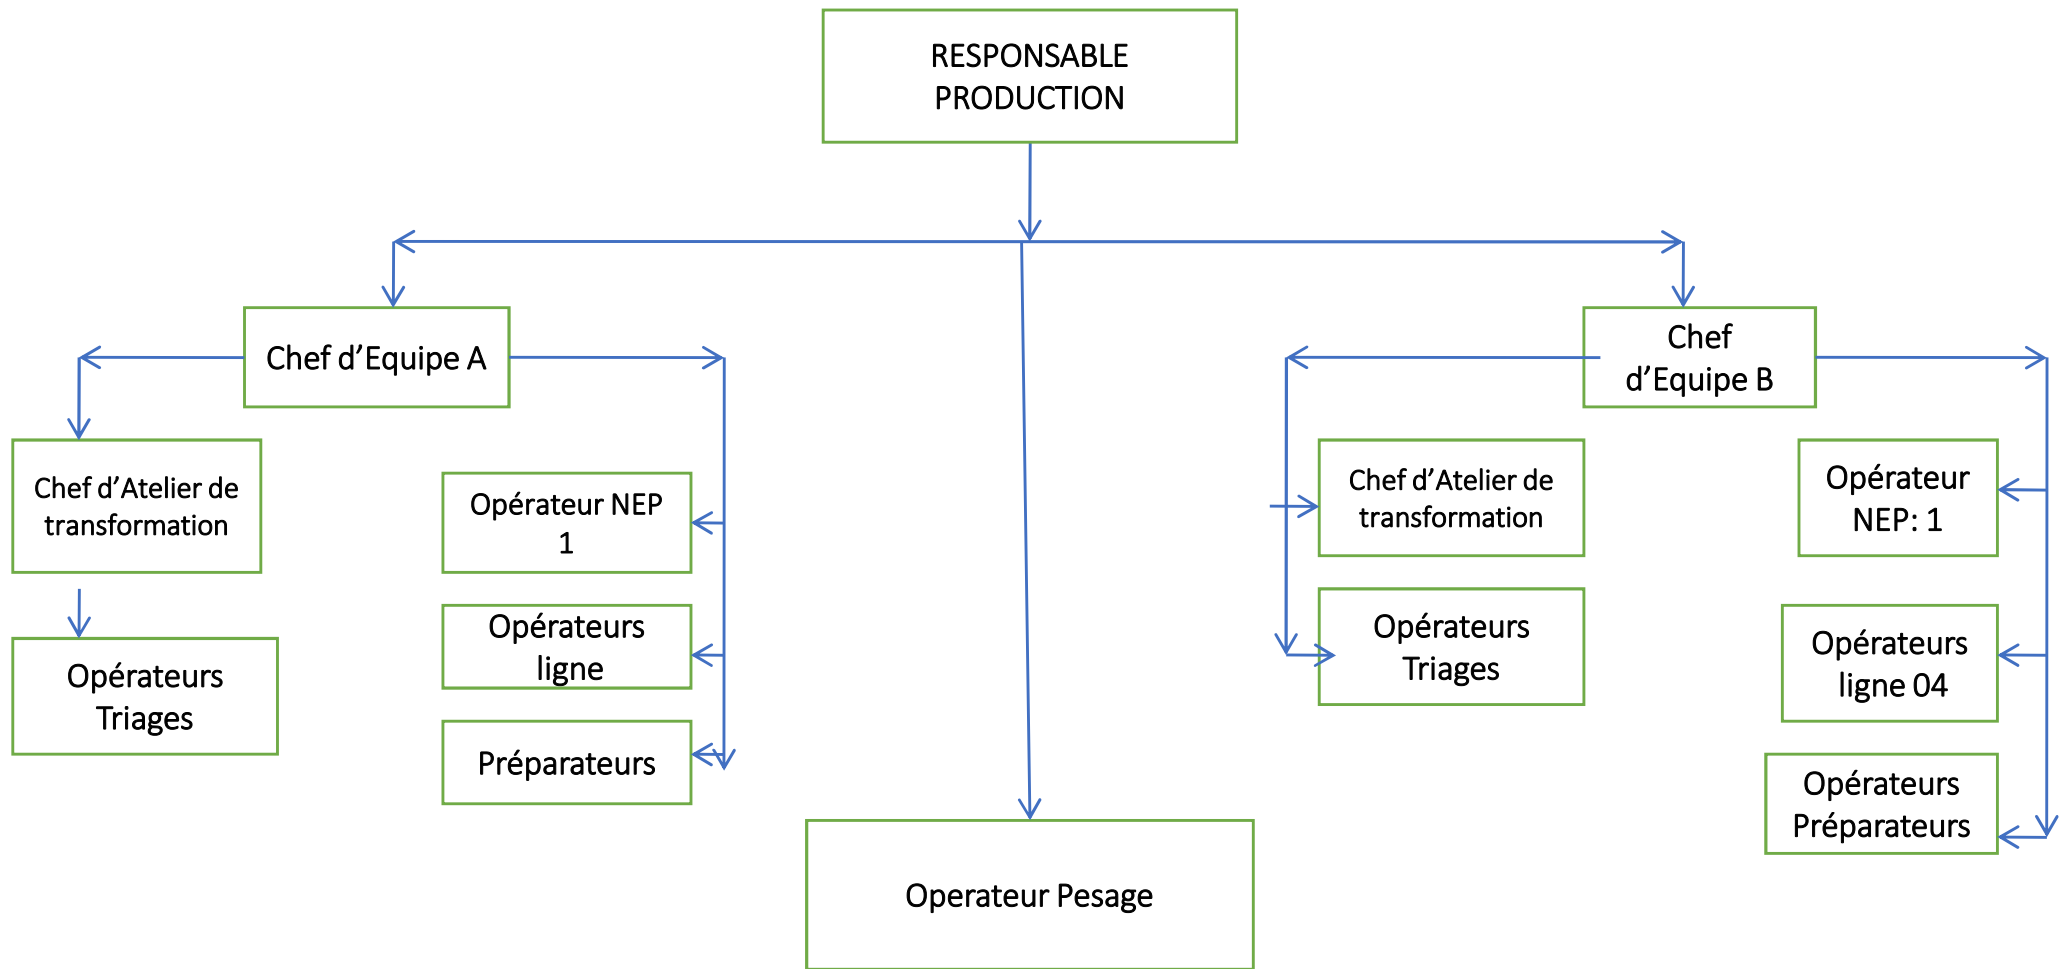 RESPONSABLE
PRODUCTION
Chef d’Equipe A
Chef
d’Equipe B
Chef d’Atelier de
transformation
Opérateur NEP
1
Chef d’Atelier de
transformation
Opérateur
NEP: 1
Opérateurs
Triages
Opérateurs
ligne
Opérateurs
Triages
Opérateurs
ligne 04
Préparateurs
Opérateurs
Préparateurs
Operateur Pesage